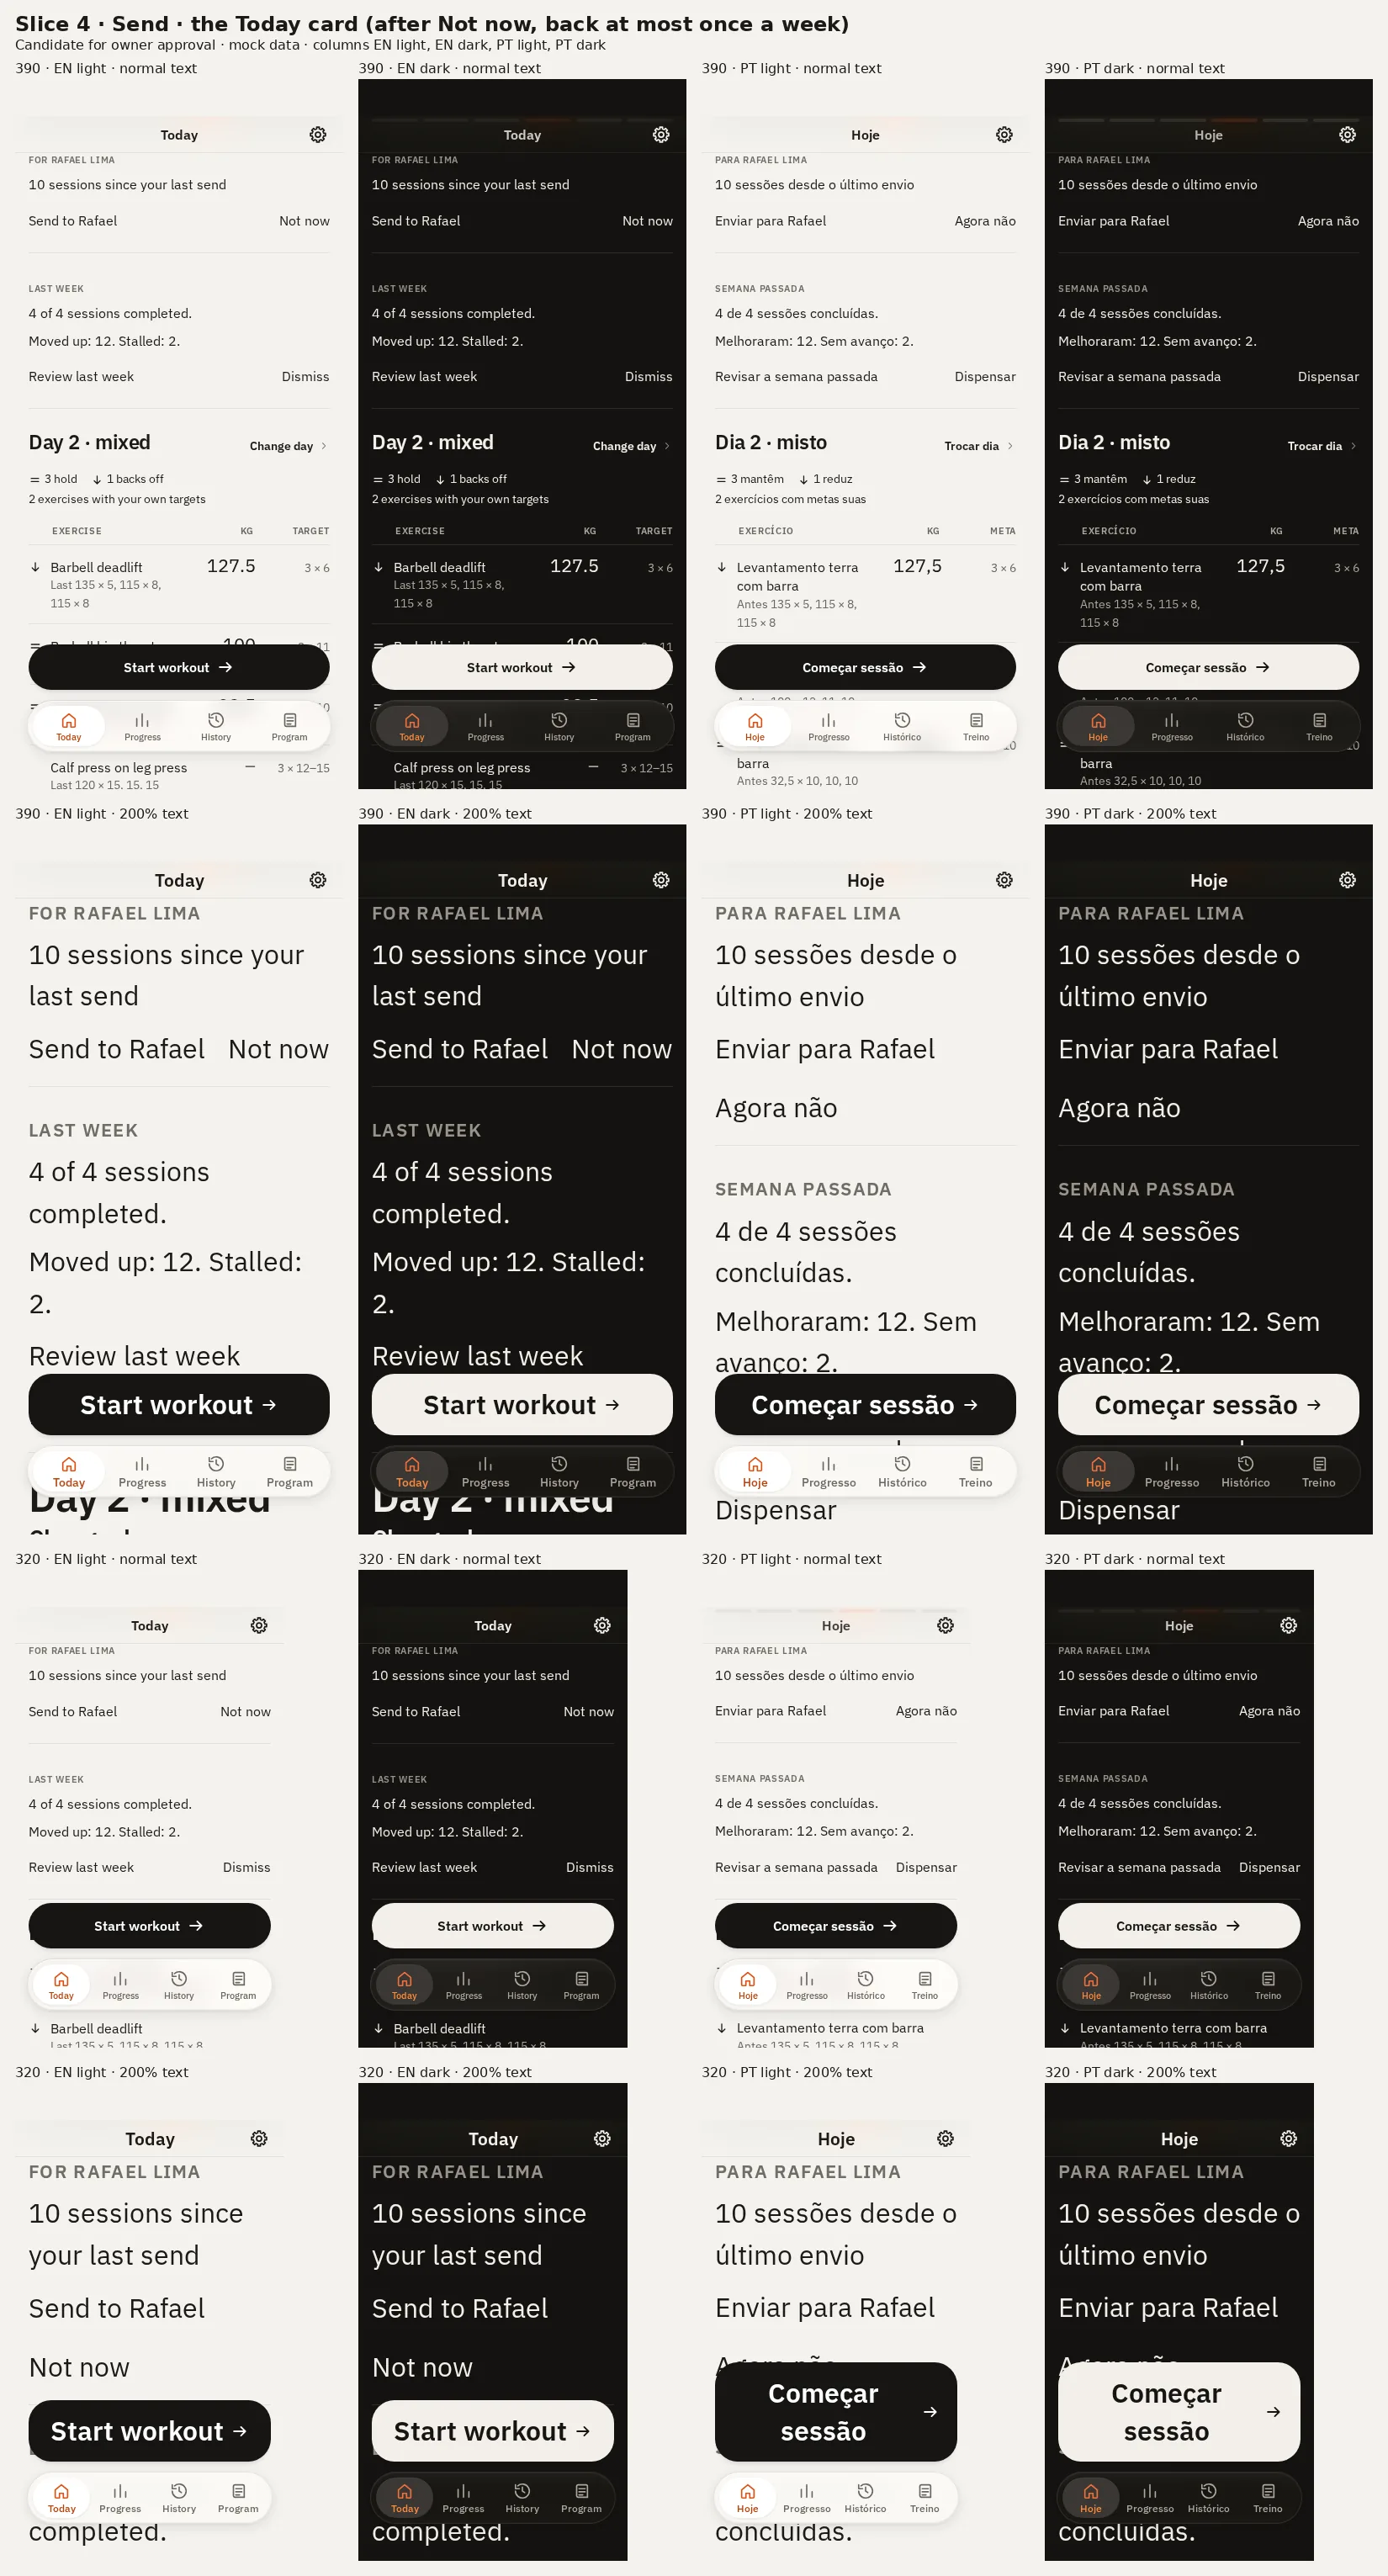 Slice 4 · Send · the Today card (after Not now, back at most once a week)
Candidate for owner approval · mock data · columns EN light, EN dark, PT light, PT dark
390 · EN light · normal text
Today
FOR RAFAEL LIMA
10 sessions since your last send
Send to Rafael Not now
LAST WEEK
4 of 4 sessions completed.
Moved up: 12. Stalled: 2.
Review last week Dismiss
Day 2 · mixed Change day
= 3 hold ↓ 1 backs off
2 exercises with your own targets
EXERCISE KG TARGET
↓ Barbell deadlift 127.5 3 × 6
Last 135 × 5, 115 × 8,
115 × 8
Start workout →
Today Progress History Program
Calf press on leg press — 3 × 12–15
Last 120 × 15, 15, 15
390 · EN dark · normal text
Today
FOR RAFAEL LIMA
10 sessions since your last send
Send to Rafael Not now
LAST WEEK
4 of 4 sessions completed.
Moved up: 12. Stalled: 2.
Review last week Dismiss
Day 2 · mixed Change day
= 3 hold ↓ 1 backs off
2 exercises with your own targets
EXERCISE KG TARGET
↓ Barbell deadlift 127.5 3 × 6
Last 135 × 5, 115 × 8,
115 × 8
Start workout →
Today Progress History Program
Calf press on leg press — 3 × 12–15
Last 120 × 15, 15, 15
390 · PT light · normal text
Hoje
PARA RAFAEL LIMA
10 sessões desde o último envio
Enviar para Rafael Agora não
SEMANA PASSADA
4 de 4 sessões concluídas.
Melhoraram: 12. Sem avanço: 2.
Revisar a semana passada Dispensar
Dia 2 · misto Trocar dia
= 3 mantêm ↓ 1 reduz
2 exercícios com metas suas
EXERCÍCIO KG META
↓ Levantamento terra 127,5 3 × 6
com barra
Antes 135 × 5, 115 × 8,
115 × 8
Começar sessão →
Hoje Progresso Histórico Treino
barra
Antes 32,5 × 10, 10, 10
390 · PT dark · normal text
Hoje
PARA RAFAEL LIMA
10 sessões desde o último envio
Enviar para Rafael Agora não
SEMANA PASSADA
4 de 4 sessões concluídas.
Melhoraram: 12. Sem avanço: 2.
Revisar a semana passada Dispensar
Dia 2 · misto Trocar dia
= 3 mantêm ↓ 1 reduz
2 exercícios com metas suas
EXERCÍCIO KG META
↓ Levantamento terra 127,5 3 × 6
com barra
Antes 135 × 5, 115 × 8,
115 × 8
Começar sessão →
Hoje Progresso Histórico Treino
barra
Antes 32,5 × 10, 10, 10
390 · EN light · 200% text
Today
FOR RAFAEL LIMA
10 sessions since your
last send
Send to Rafael Not now
LAST WEEK
4 of 4 sessions
completed.
Moved up: 12. Stalled:
2.
Review last week
Start workout →
Today Progress History Program
Day 2 · mixed
390 · EN dark · 200% text
Today
FOR RAFAEL LIMA
10 sessions since your
last send
Send to Rafael Not now
LAST WEEK
4 of 4 sessions
completed.
Moved up: 12. Stalled:
2.
Review last week
Start workout →
Today Progress History Program
Day 2 · mixed
390 · PT light · 200% text
Hoje
PARA RAFAEL LIMA
10 sessões desde o
último envio
Enviar para Rafael
Agora não
SEMANA PASSADA
4 de 4 sessões
concluídas.
Melhoraram: 12. Sem
avanço: 2.
Começar sessão →
Hoje Progresso Histórico Treino
Dispensar
390 · PT dark · 200% text
Hoje
PARA RAFAEL LIMA
10 sessões desde o
último envio
Enviar para Rafael
Agora não
SEMANA PASSADA
4 de 4 sessões
concluídas.
Melhoraram: 12. Sem
avanço: 2.
Começar sessão →
Hoje Progresso Histórico Treino
Dispensar
320 · EN light · normal text
Today
FOR RAFAEL LIMA
10 sessions since your last send
Send to Rafael Not now
LAST WEEK
4 of 4 sessions completed.
Moved up: 12. Stalled: 2.
Review last week Dismiss
Start workout →
Today Progress History Program
↓ Barbell deadlift
Last 135 × 5, 115 × 8, 115 × 8
320 · EN dark · normal text
Today
FOR RAFAEL LIMA
10 sessions since your last send
Send to Rafael Not now
LAST WEEK
4 of 4 sessions completed.
Moved up: 12. Stalled: 2.
Review last week Dismiss
Start workout →
Today Progress History Program
↓ Barbell deadlift
Last 135 × 5, 115 × 8, 115 × 8
320 · PT light · normal text
Hoje
PARA RAFAEL LIMA
10 sessões desde o último envio
Enviar para Rafael Agora não
SEMANA PASSADA
4 de 4 sessões concluídas.
Melhoraram: 12. Sem avanço: 2.
Revisar a semana passada Dispensar
Começar sessão →
Hoje Progresso Histórico Treino
↓ Levantamento terra com barra
Antes 135 × 5, 115 × 8, 115 × 8
320 · PT dark · normal text
Hoje
PARA RAFAEL LIMA
10 sessões desde o último envio
Enviar para Rafael Agora não
SEMANA PASSADA
4 de 4 sessões concluídas.
Melhoraram: 12. Sem avanço: 2.
Revisar a semana passada Dispensar
Começar sessão →
Hoje Progresso Histórico Treino
↓ Levantamento terra com barra
Antes 135 × 5, 115 × 8, 115 × 8
320 · EN light · 200% text
Today
FOR RAFAEL LIMA
10 sessions since
your last send
Send to Rafael
Not now
Start workout →
Today Progress History Program
completed.
320 · EN dark · 200% text
Today
FOR RAFAEL LIMA
10 sessions since
your last send
Send to Rafael
Not now
Start workout →
Today Progress History Program
completed.
320 · PT light · 200% text
Hoje
PARA RAFAEL LIMA
10 sessões desde o
último envio
Enviar para Rafael
Começar
sessão →
Hoje Progresso Histórico Treino
concluídas.
320 · PT dark · 200% text
Hoje
PARA RAFAEL LIMA
10 sessões desde o
último envio
Enviar para Rafael
Começar
sessão →
Hoje Progresso Histórico Treino
concluídas.